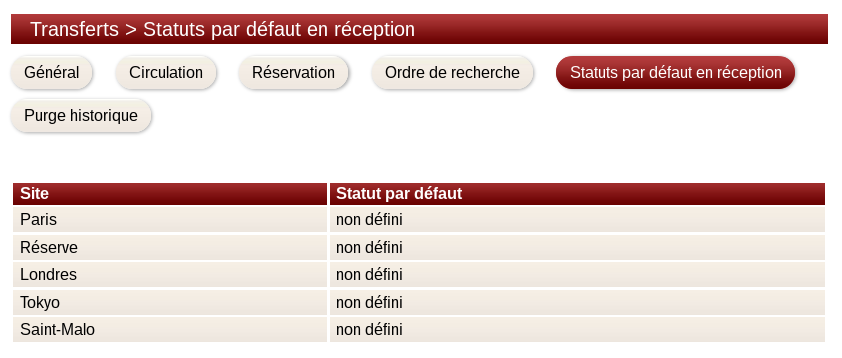 Transferts > Statuts par défaut en réception
Général Circulation Réservation Ordre de recherche Statuts par défaut en réception
Purge historique
Site Statut par défaut
Paris non défini
Réserve non défini
Londres non défini
Tokyo non défini
Saint-Malo non défini